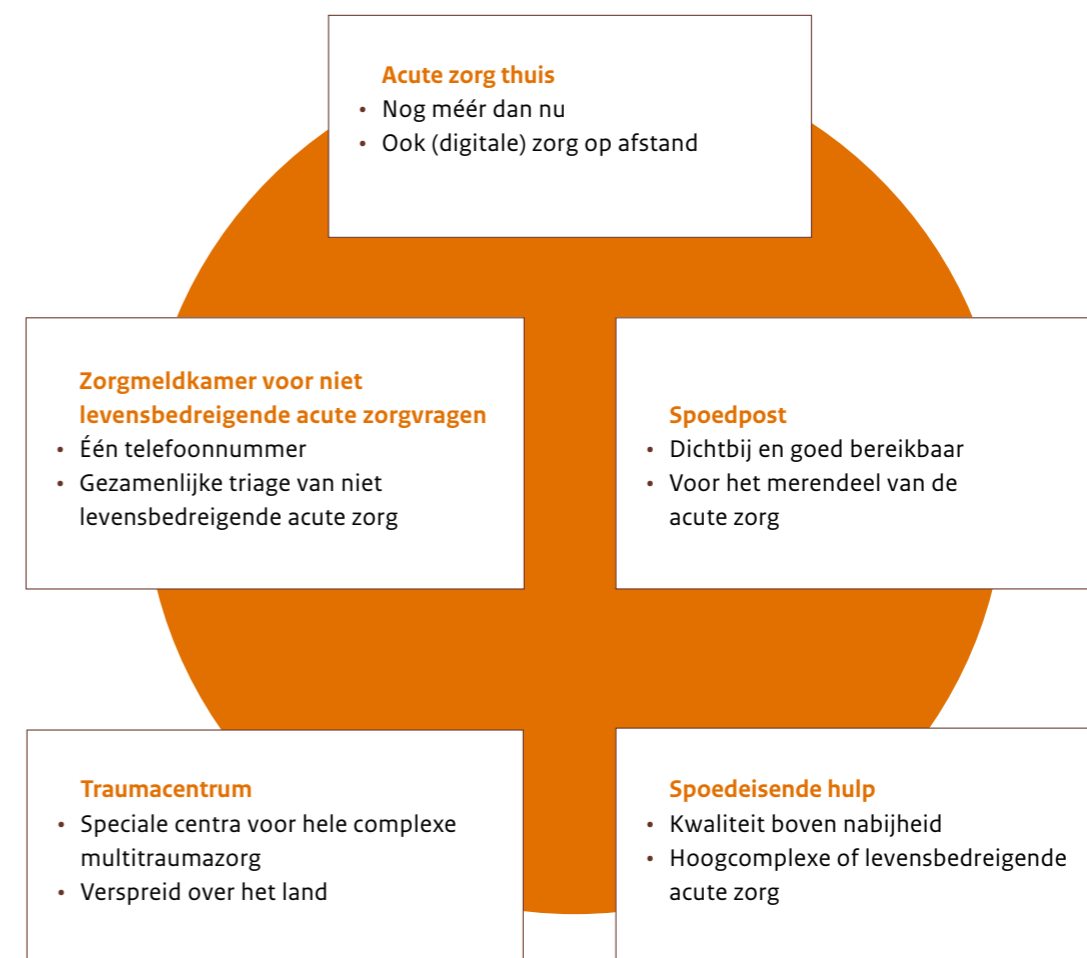 Acute zorg thuis
• Nog méér dan nu
• Ook (digitale) zorg op afstand
Zorgmeldkamer voor niet
levensbedreigende acute zorgvragen
• Één telefoonnummer
• Gezamenlijke triage van niet
levensbedreigende acute zorg
Spoedpost
• Dichtbij en goed bereikbaar
• Voor het merendeel van de
acute zorg
Traumacentrum
• Speciale centra voor hele complexe
multitraumazorg
• Verspreid over het land
Spoedeisende hulp
• Kwaliteit boven nabijheid
• Hoogcomplexe of levensbedreigende
acute zorg